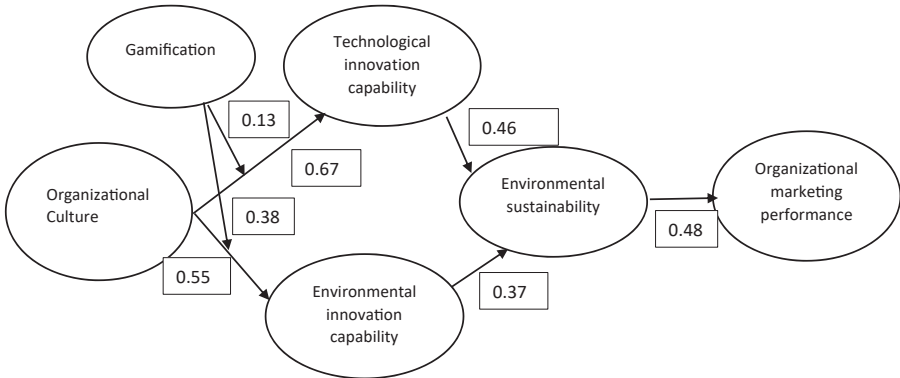 Gamification
Technological
innovation
capability
0.13
0.46
0.67
Organizational
Culture
Environmental
sustainability
Organizational
marketing
performance
0.38
0.48
0.55
Environmental
innovation
capability
0.37